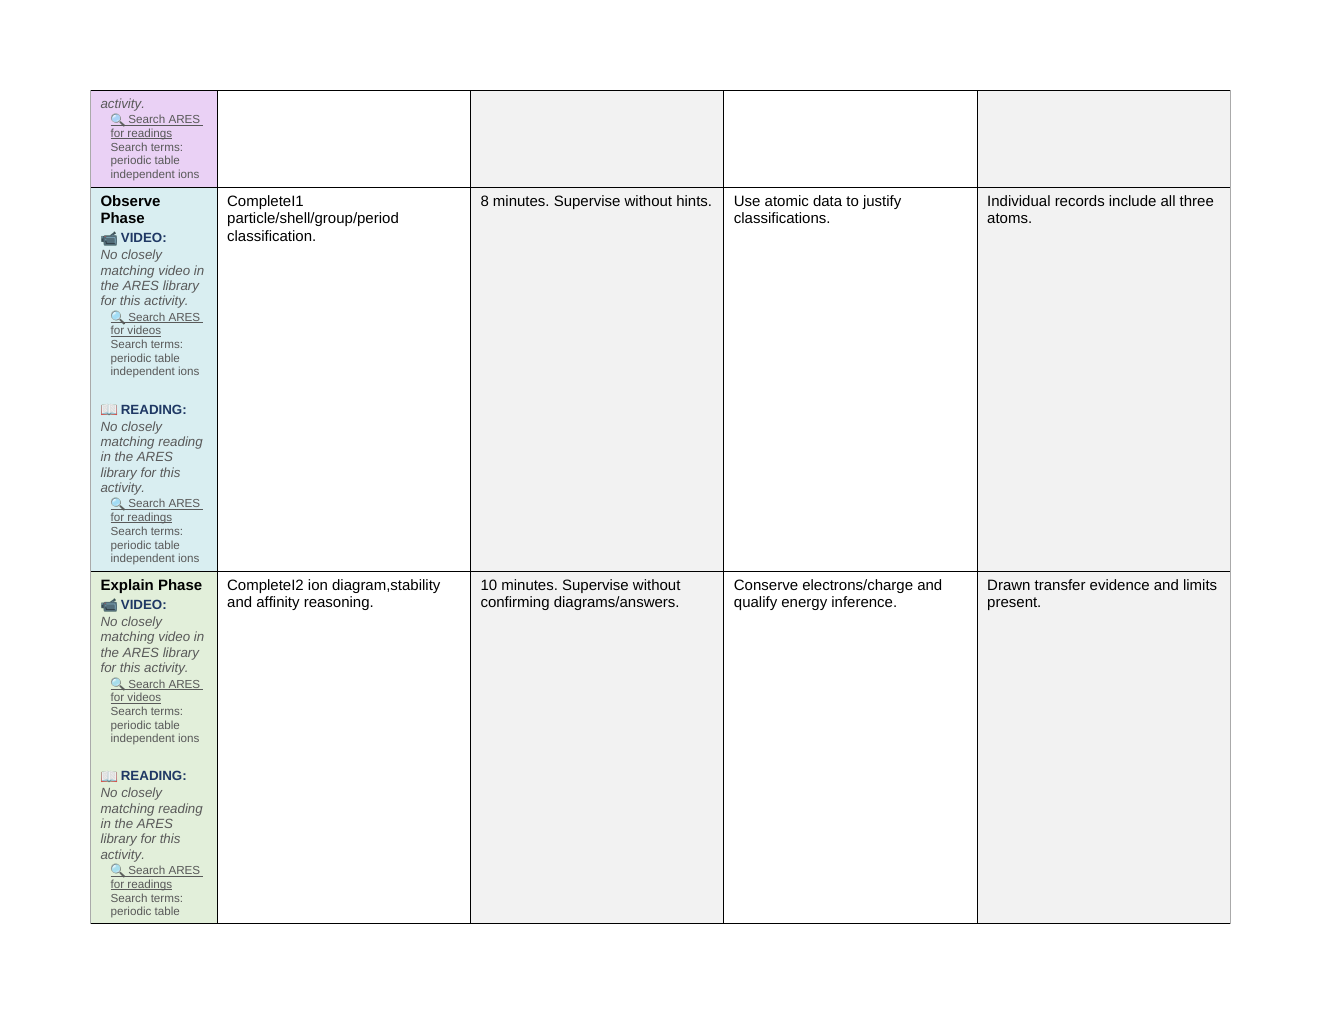 activity.
🔍 Search ARES
for readings
Search terms:
periodic table
independent ions
Observe
Phase
📹 VIDEO:
No closely
matching video in
the ARES library
for this activity.
🔍 Search ARES
for videos
Search terms:
periodic table
independent ions
📖 READING:
No closely
matching reading
in the ARES
library for this
activity.
🔍 Search ARES
for readings
Search terms:
periodic table
independent ions
CompleteI1
particle/shell/group/period
classification.
8 minutes. Supervise without hints.
Use atomic data to justify
classifications.
Individual records include all three
atoms.
Explain Phase
📹 VIDEO:
No closely
matching video in
the ARES library
for this activity.
🔍 Search ARES
for videos
Search terms:
periodic table
independent ions
📖 READING:
No closely
matching reading
in the ARES
library for this
activity.
🔍 Search ARES
for readings
Search terms:
periodic table
CompleteI2 ion diagram,stability
and affinity reasoning.
10 minutes. Supervise without
confirming diagrams/answers.
Conserve electrons/charge and
qualify energy inference.
Drawn transfer evidence and limits
present.